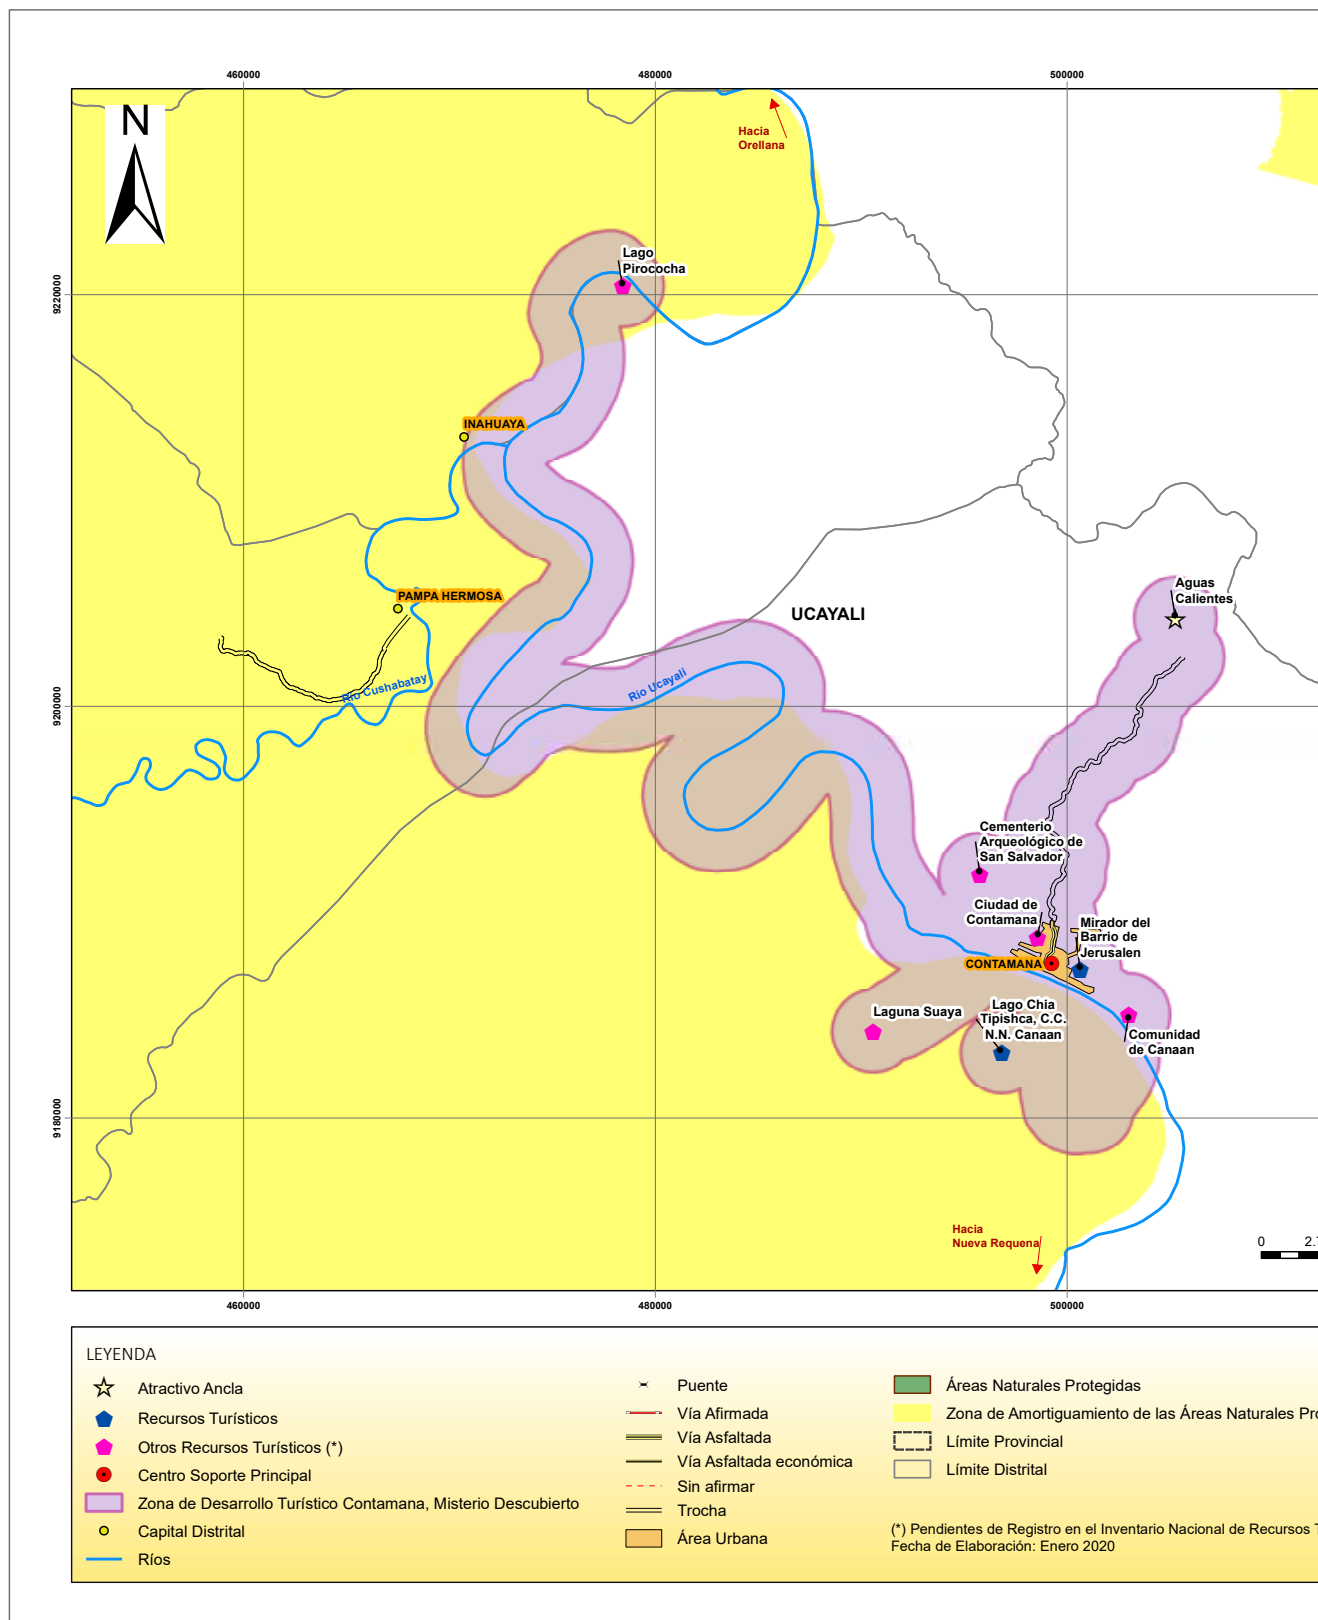 460000
480000
500000
N
Hacia
Orellana
Lago
Pirococha
9220000
INAHUAYA
PAMPA HERMOSA
UCAYALI
Aguas
Calientes
Río Cushabatay
Rio Ucayali
9200000
Cementerio
Arqueológico de
San Salvador
Ciudad de
Contamana
Mirador del
Barrio de
Jerusalen
CONTAMANA
Laguna Suaya
Lago Chia
Tipishca, C.C.
N.N. Canaan
Comunidad
de Canaan
9180000
Hacia
Nueva Requena
0
460000
480000
500000
LEYENDA
Atractivo Ancla
Recursos Turísticos
Otros Recursos Turísticos (*)
Centro Soporte Principal
Zona de Desarrollo Turístico Contamana, Misterio Descubierto
Capital Distrital
Ríos
Puente
Vía Afirmada
Vía Asfaltada
Vía Asfaltada económica
Sin afirmar
Trocha
Área Urbana
Áreas Naturales Protegidas
Zona de Amortiguamiento de las Áreas Naturales Pro
Límite Provincial
Límite Distrital
(*) Pendientes de Registro en el Inventario Nacional de Recursos T
Fecha de Elaboración: Enero 2020